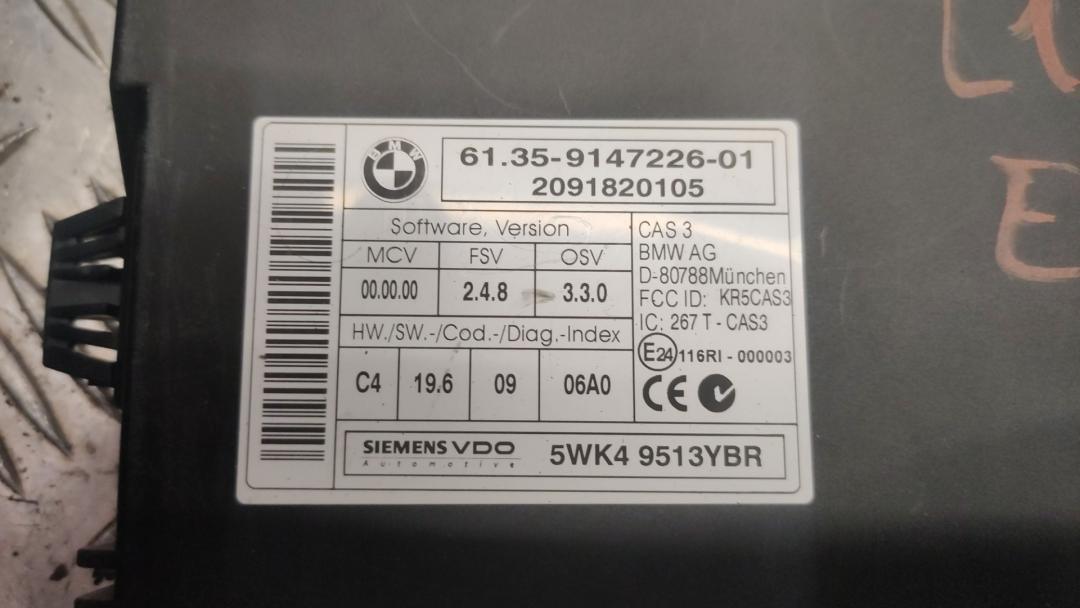 BMW
61.35-9147226-01
2091820105
Software, Version
MCV FSV OSV
00.00.00 2.4.8 3.3.0
HW./SW.-/Cod.-/Diag.-Index
C4 19.6 09 06A0
CAS 3
BMW AG
D-80788München
FCC ID: KR5CAS3
IC: 267 T - CAS3
E24 116RI - 000003
CE
SIEMENS VDO
Automotive
5WK4 9513YBR
E